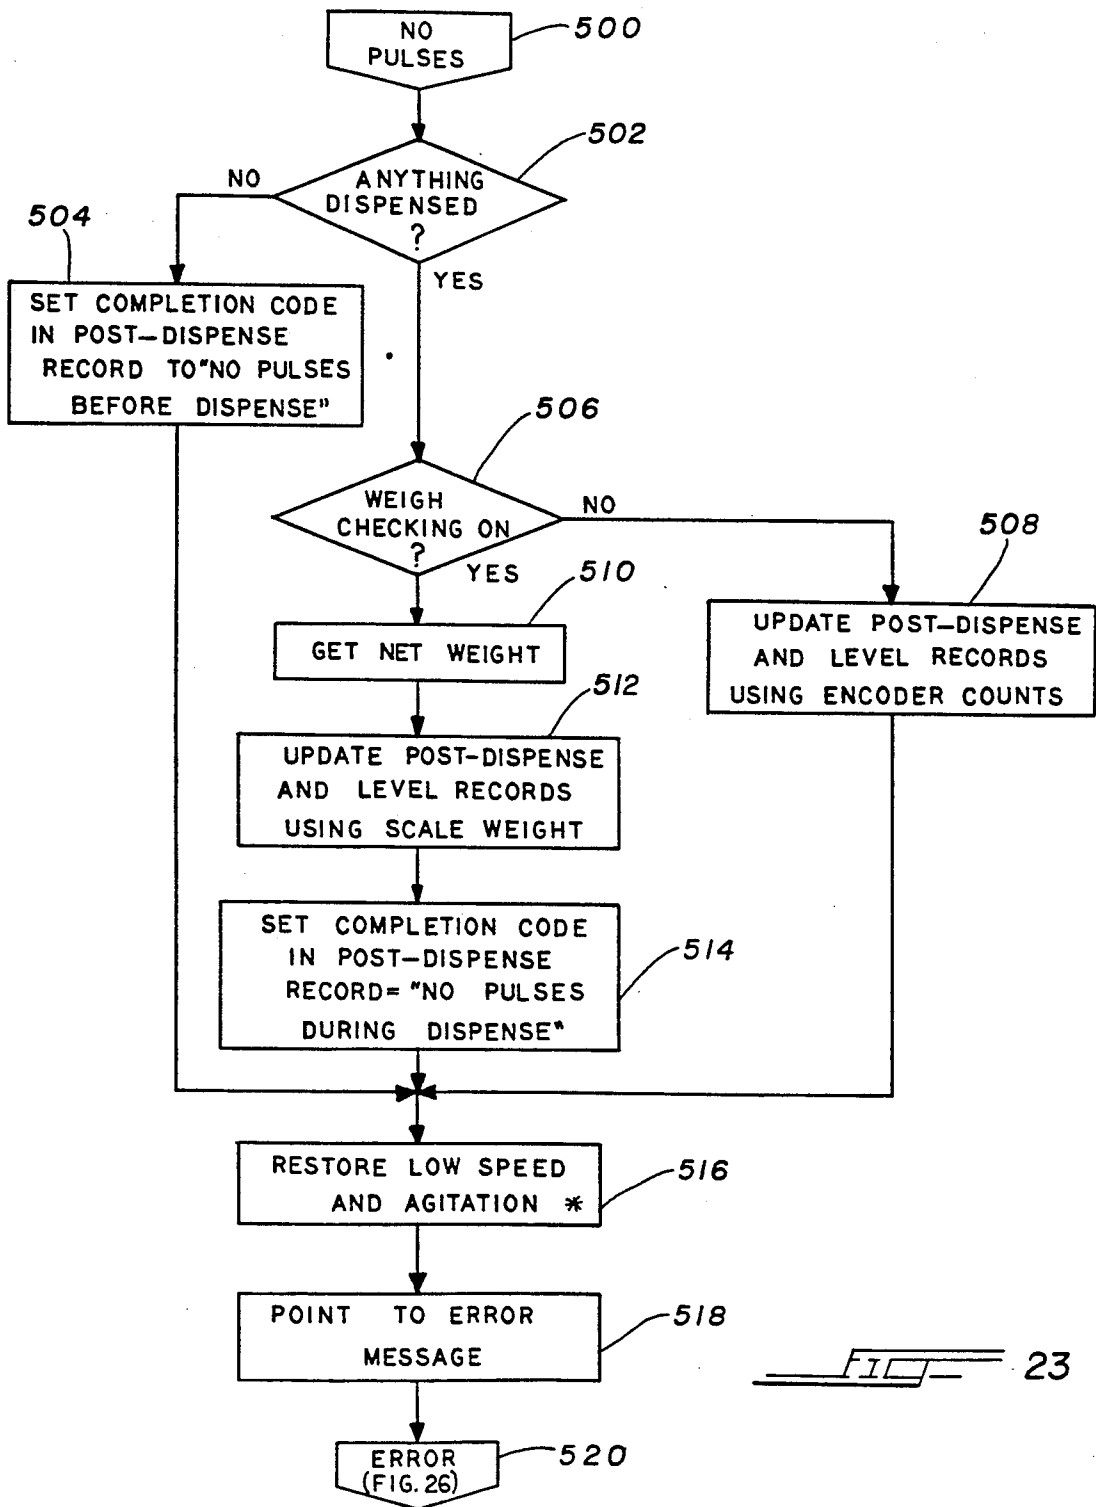 NO
PULSES
500
502
NO
ANYTHING
DISPENSED
?
YES
504
SET COMPLETION CODE
IN POST-DISPENSE
RECORD TO "NO PULSES
BEFORE DISPENSE"
506
WEIGH
CHECKING ON
?
NO
YES
508
UPDATE POST-DISPENSE
AND LEVEL RECORDS
USING ENCODER COUNTS
510
GET NET WEIGHT
512
UPDATE POST-DISPENSE
AND LEVEL RECORDS
USING SCALE WEIGHT
SET COMPLETION CODE
IN POST-DISPENSE
RECORD= "NO PULSES
DURING DISPENSE"
514
RESTORE LOW SPEED
AND AGITATION *
516
POINT TO ERROR
MESSAGE
518
ERROR
(FIG. 26)
520
FIG 23